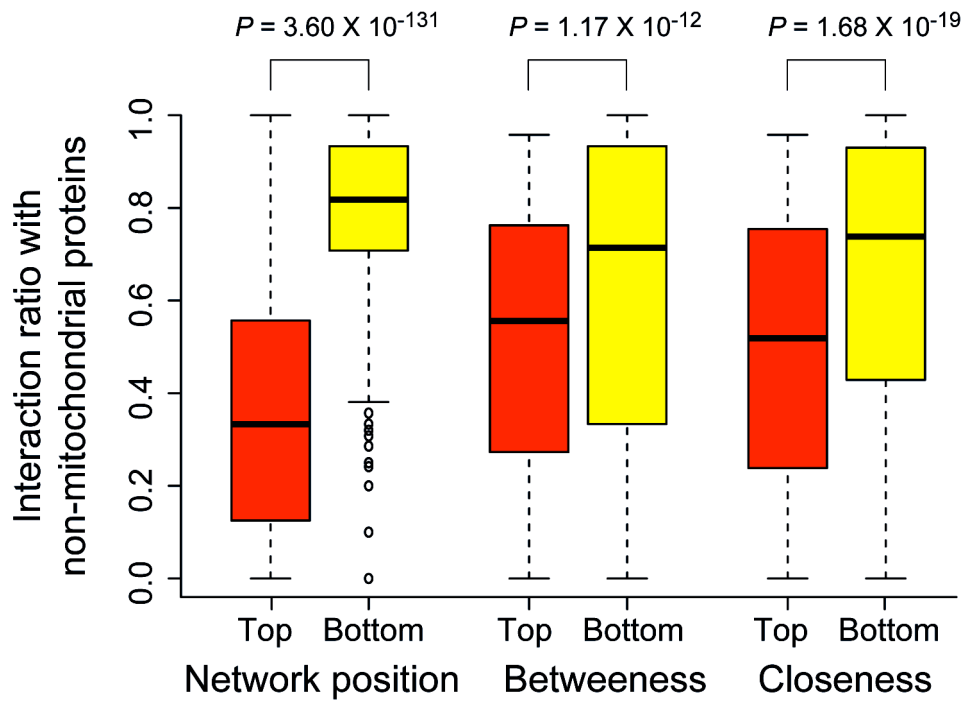 P = 3.60 X 10-131 P = 1.17 X 10-12 P = 1.68 X 10-19
Interaction ratio with
non-mitochondrial proteins
1.0
0.8
0.6
0.4
0.2
0.0
Top Bottom Top Bottom Top Bottom
Network position Betweeness Closeness